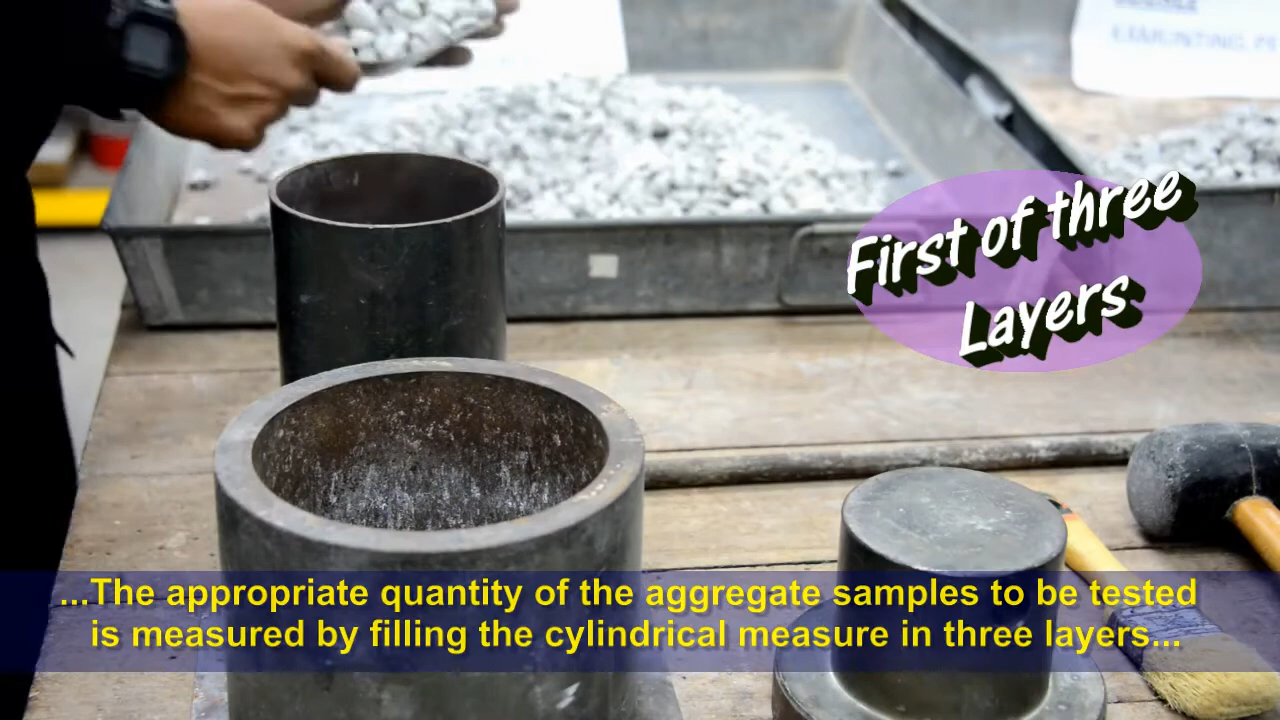 First of three
Layers
...The appropriate quantity of the aggregate samples to be tested
is measured by filling the cylindrical measure in three layers...